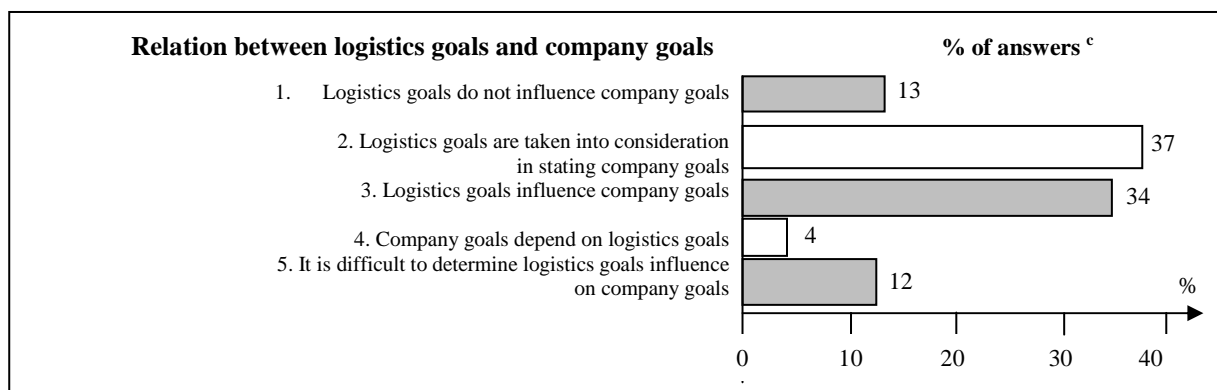 Relation between logistics goals and company goals % of answers c
1. Logistics goals do not influence company goals 13
2. Logistics goals are taken into consideration
in stating company goals 37
3. Logistics goals influence company goals 34
4. Company goals depend on logistics goals 4
5. It is difficult to determine logistics goals influence
on company goals 12
%
0 10 20 30 40